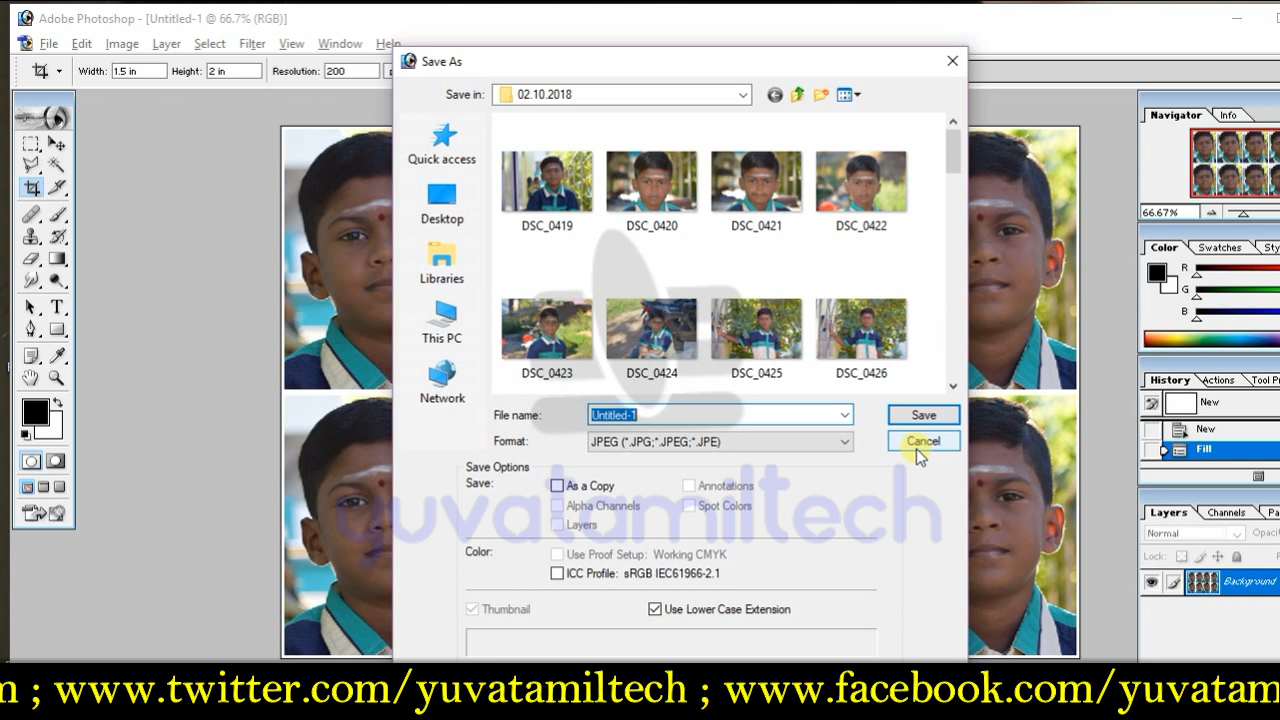 Adobe Photoshop - [Untitled-1 @ 66.7% (RGB)]
File Edit Image Layer Select Filter View Window Help
Width: 1.5 in Height: 2 in Resolution: 200
Save As
Save in: 02.10.2018
Quick access
Desktop
Libraries
This PC
Network
DSC_0419 DSC_0420 DSC_0421 DSC_0422
DSC_0423 DSC_0424 DSC_0425 DSC_0426
File name: Untitled-1 Save
Format: JPEG (*.JPG;*.JPEG;*.JPE) Cancel
Save Options
Save: As a Copy Annotations
Alpha Channels Spot Colors
Layers
Color: Use Proof Setup: Working CMYK
ICC Profile: sRGB IEC61966-2.1
Thumbnail Use Lower Case Extension
yuvatamiltech
Navigator Info
66.67%
Color Swatches Sty
R
G
B
History Actions Tool Pr
New
New
Fill
Layers Channels Pa
Normal Opaci
Lock:
Background
m ; www.twitter.com/yuvatamiltech ; www.facebook.com/yuvatam